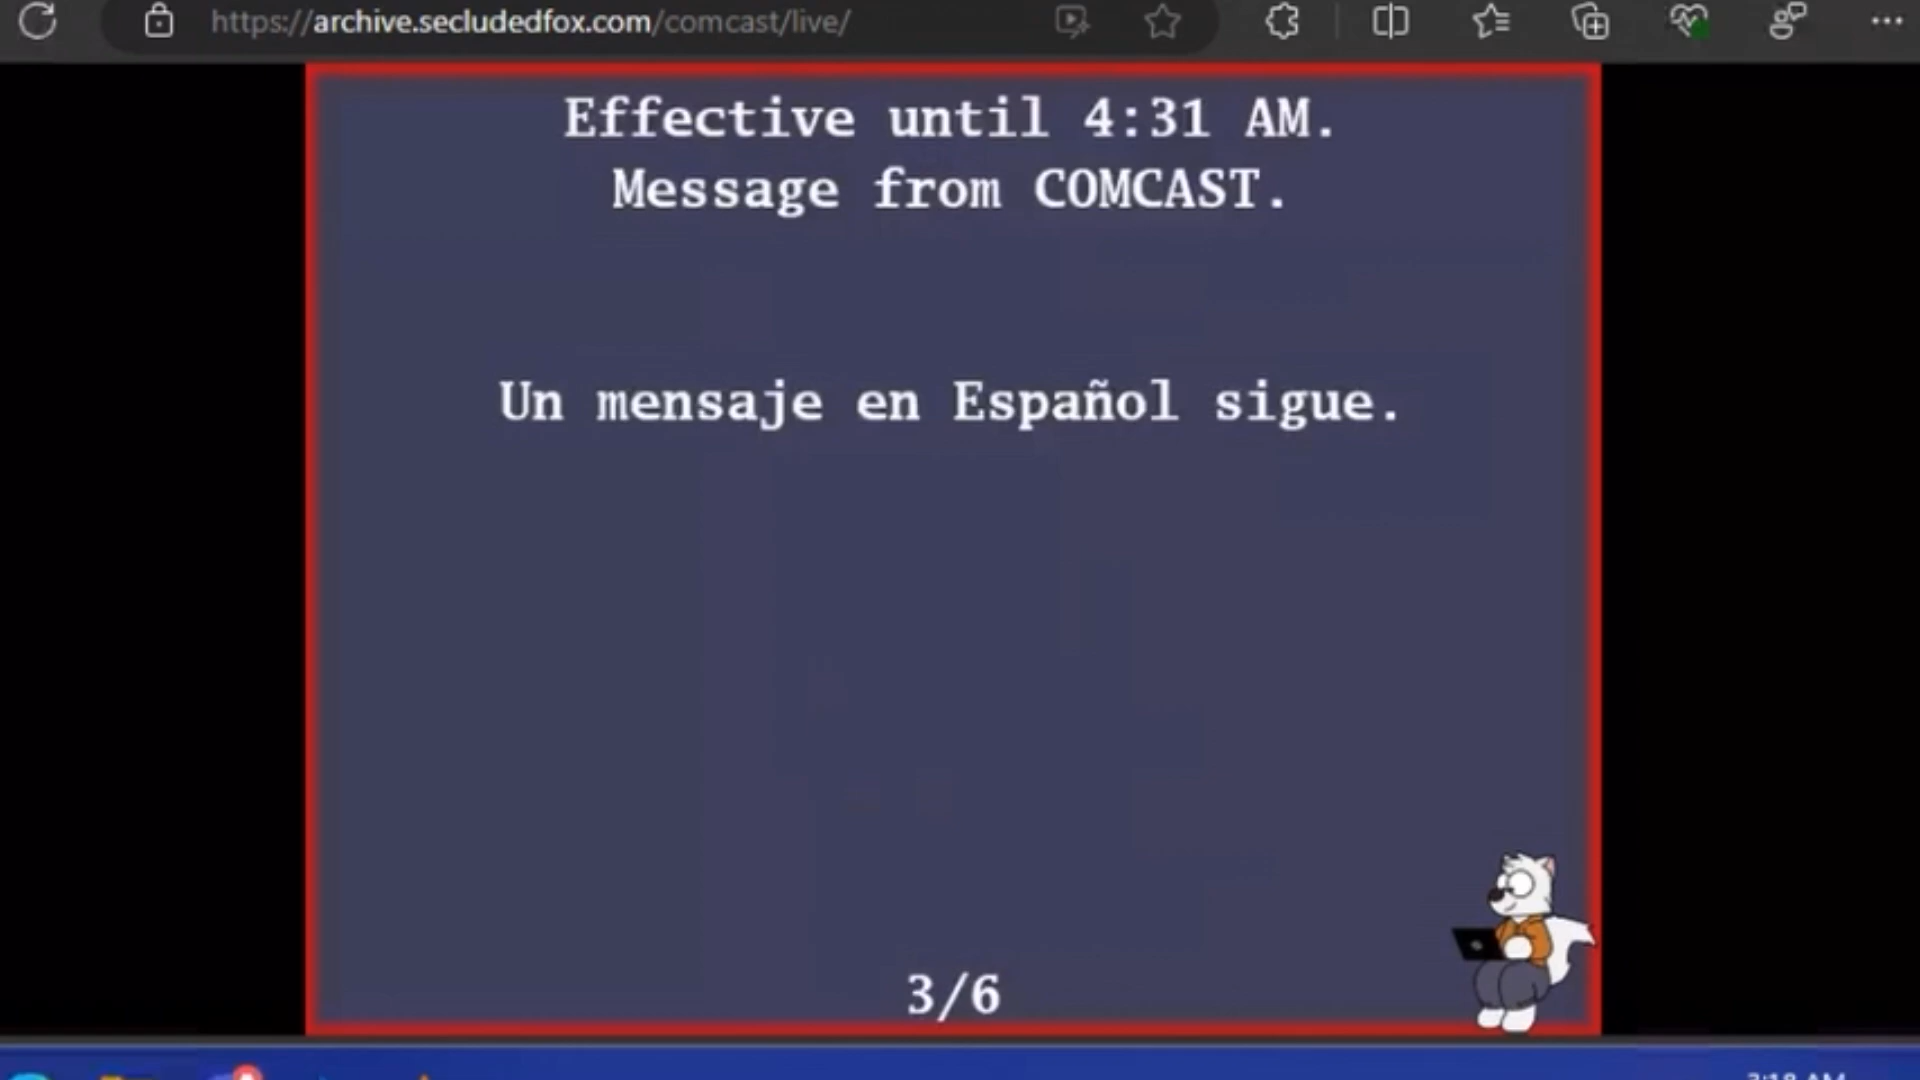 https://archive.secludedfox.com/comcast/live/
Effective until 4:31 AM.
Message from COMCAST.
Un mensaje en Español sigue.
3/6